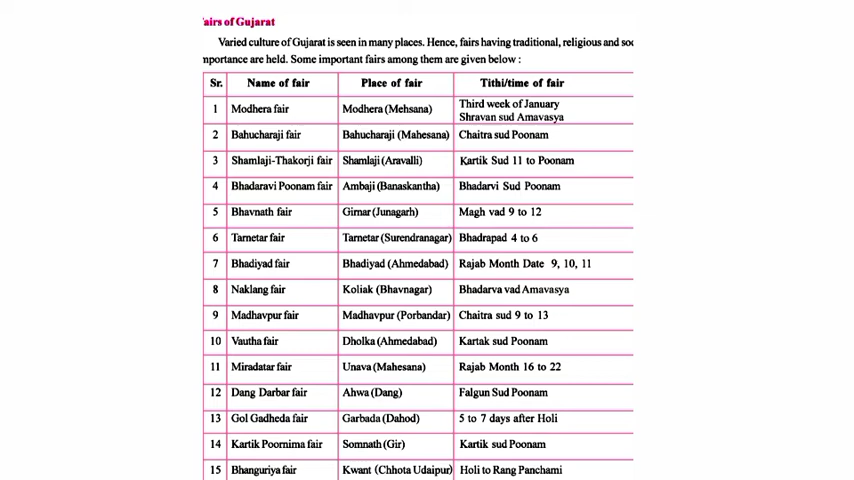 airs of Gujarat
Varied culture of Gujarat is seen in many places. Hence, fairs having traditional, religious and
mportance are held. Some important fairs among them are given below :
Sr. Name of fair Place of fair Tithi/time of fair
1 Modhera fair Modhera (Mehsana) Third week of January
Shravan sud Amavasya
2 Bahucharaji fair Bahucharaji (Mahesana) Chaitra sud Poonam
3 Shamlaji-Thakorji fair Shamlaji (Aravalli) Kartik Sud 11 to Poonam
4 Bhadaravi Poonam fair Ambaji (Banaskantha) Bhadarvi Sud Poonam
5 Bhavnath fair Girnar (Junagarh) Magh vad 9 to 12
6 Tarnetar fair Tarnetar (Surendranagar) Bhadrapad 4 to 6
7 Bhadiyad fair Bhadiyad (Ahmedabad) Rajab Month Date 9, 10, 11
8 Naklang fair Koliak (Bhavnagar) Bhadarva vad Amavasya
9 Madhavpur fair Madhavpur (Porbandar) Chaitra sud 9 to 13
10 Vautha fair Dholka (Ahmedabad) Kartak sud Poonam
11 Miradatar fair Unava (Mahesana) Rajab Month 16 to 22
12 Dang Darbar fair Ahwa (Dang) Falgun Sud Poonam
13 Gol Gadheda fair Garbada (Dahod) 5 to 7 days after Holi
14 Kartik Poornima fair Somnath (Gir) Kartik sud Poonam
15 Bhanguriya fair Kwant (Chhota Udaipur) Holi to Rang Panchami